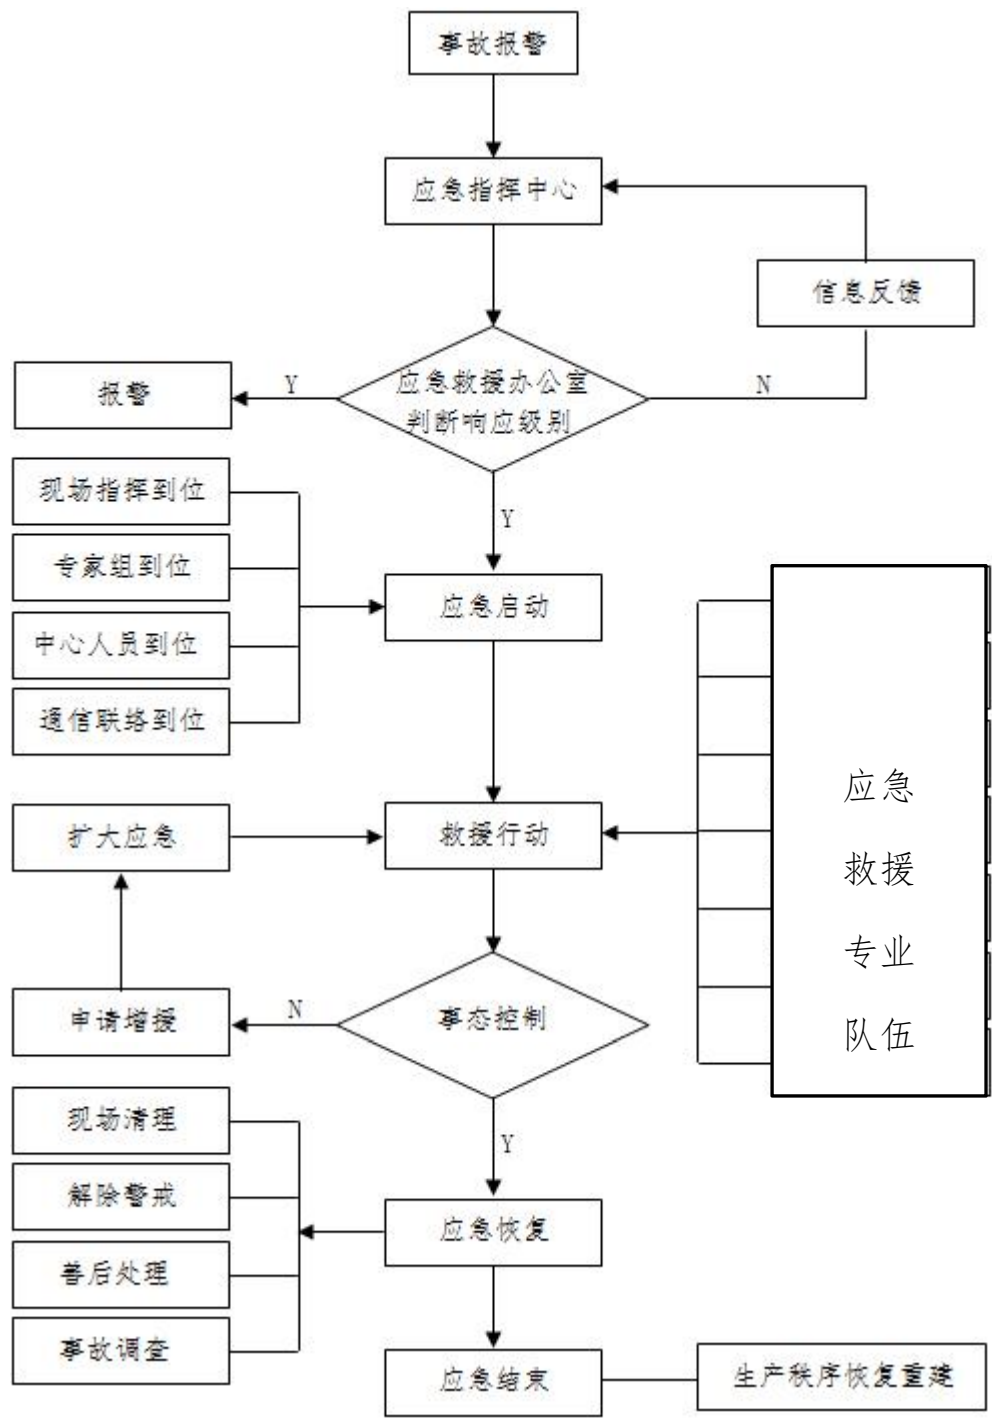 事故报警
应急指挥中心
信息反馈
报警
Y
应急救援办公室
判断响应级别
N
现场指挥到位
Y
专家组到位
应急启动
中心人员到位
通信联络到位
应急
救援
专业
队伍
扩大应急
救援行动
申请增援
N
事态控制
现场清理
Y
解除警戒
应急恢复
善后处理
事故调查
应急结束
生产秩序恢复重建